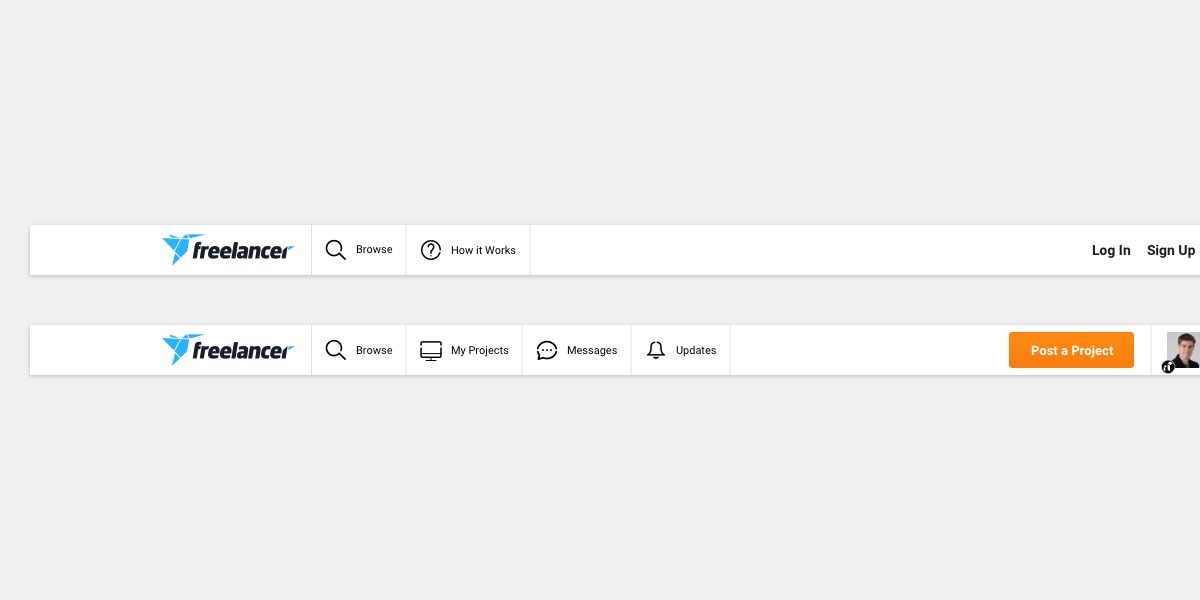 freelancer Browse How it Works Log In Sign Up
freelancer Browse My Projects Messages Updates Post a Project